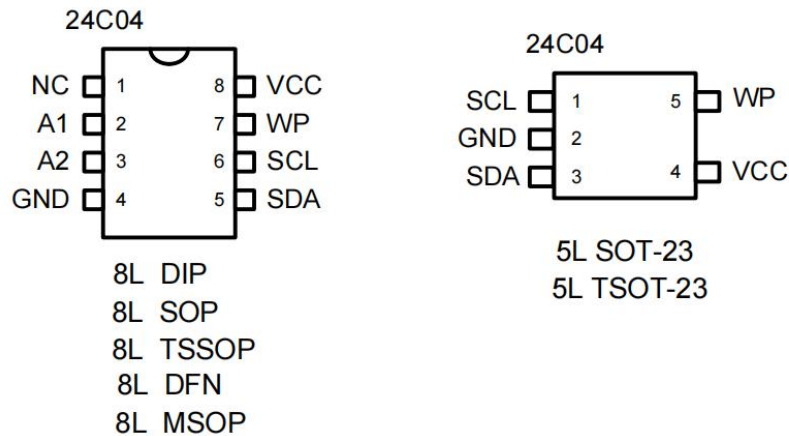 24C04
NC 1 8 VCC
A1 2 7 WP
A2 3 6 SCL
GND 4 5 SDA
8L DIP
8L SOP
8L TSSOP
8L DFN
8L MSOP
24C04
SCL 1 5 WP
GND 2
SDA 3 4 VCC
5L SOT-23
5L TSOT-23